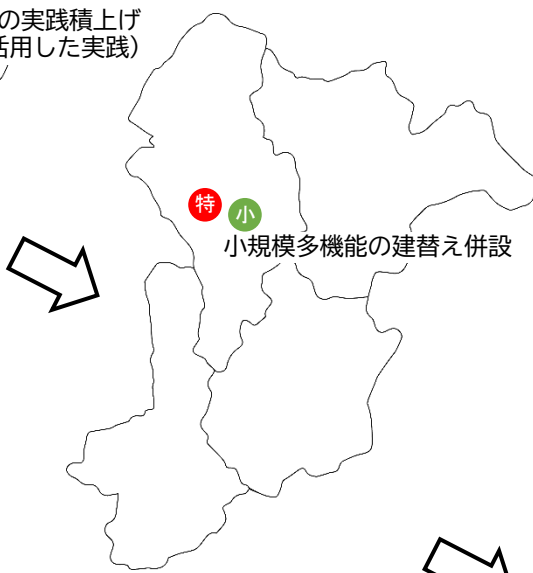 の実践積上げ
活用した実践）
特 小
小規模多機能の建替え併設